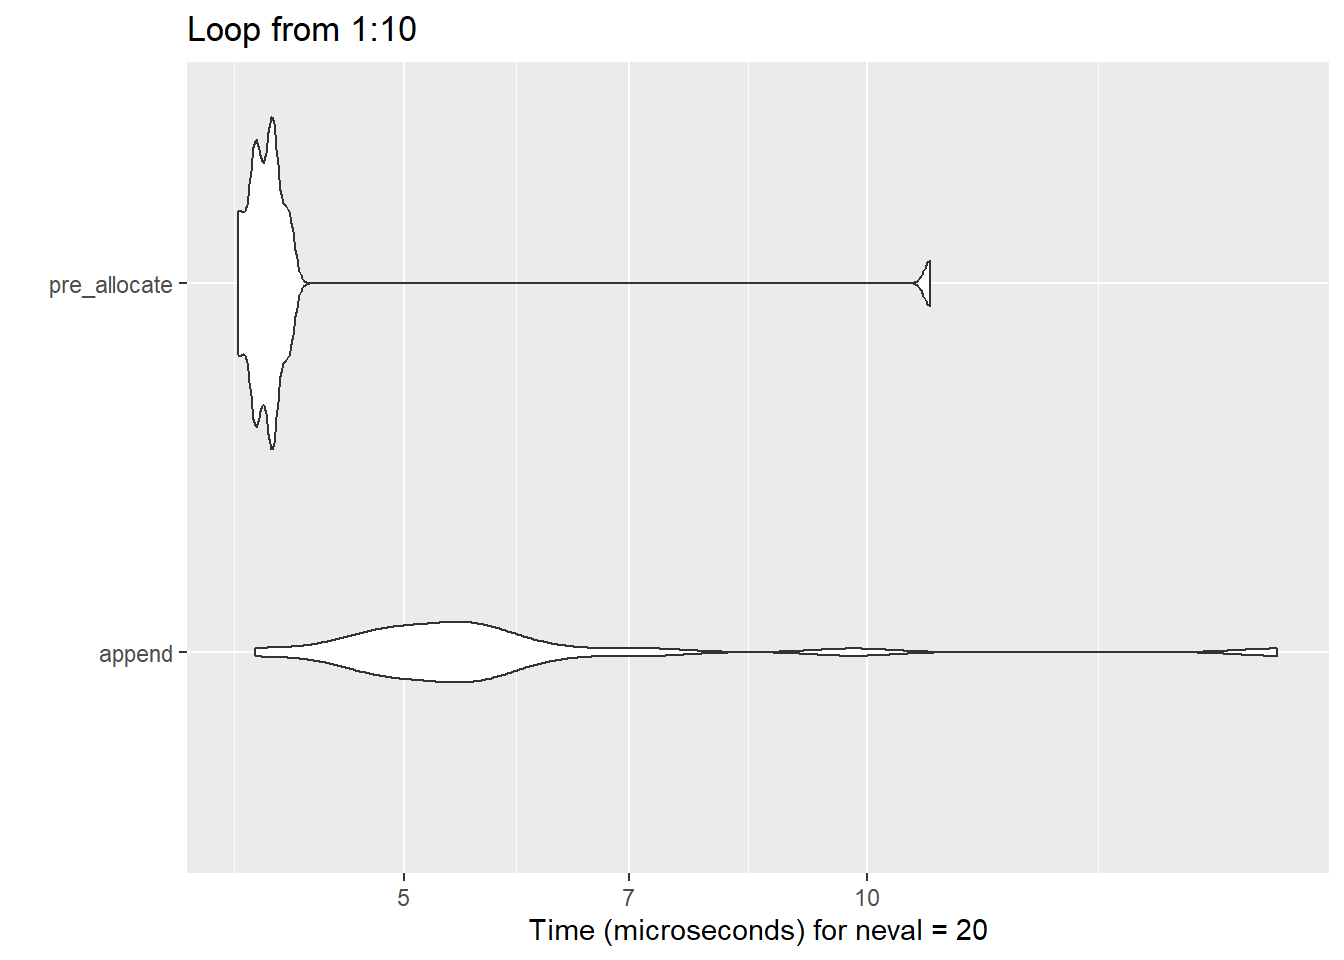 Loop from 1:10
pre_allocate
append
5 7 10
Time (microseconds) for neval = 20